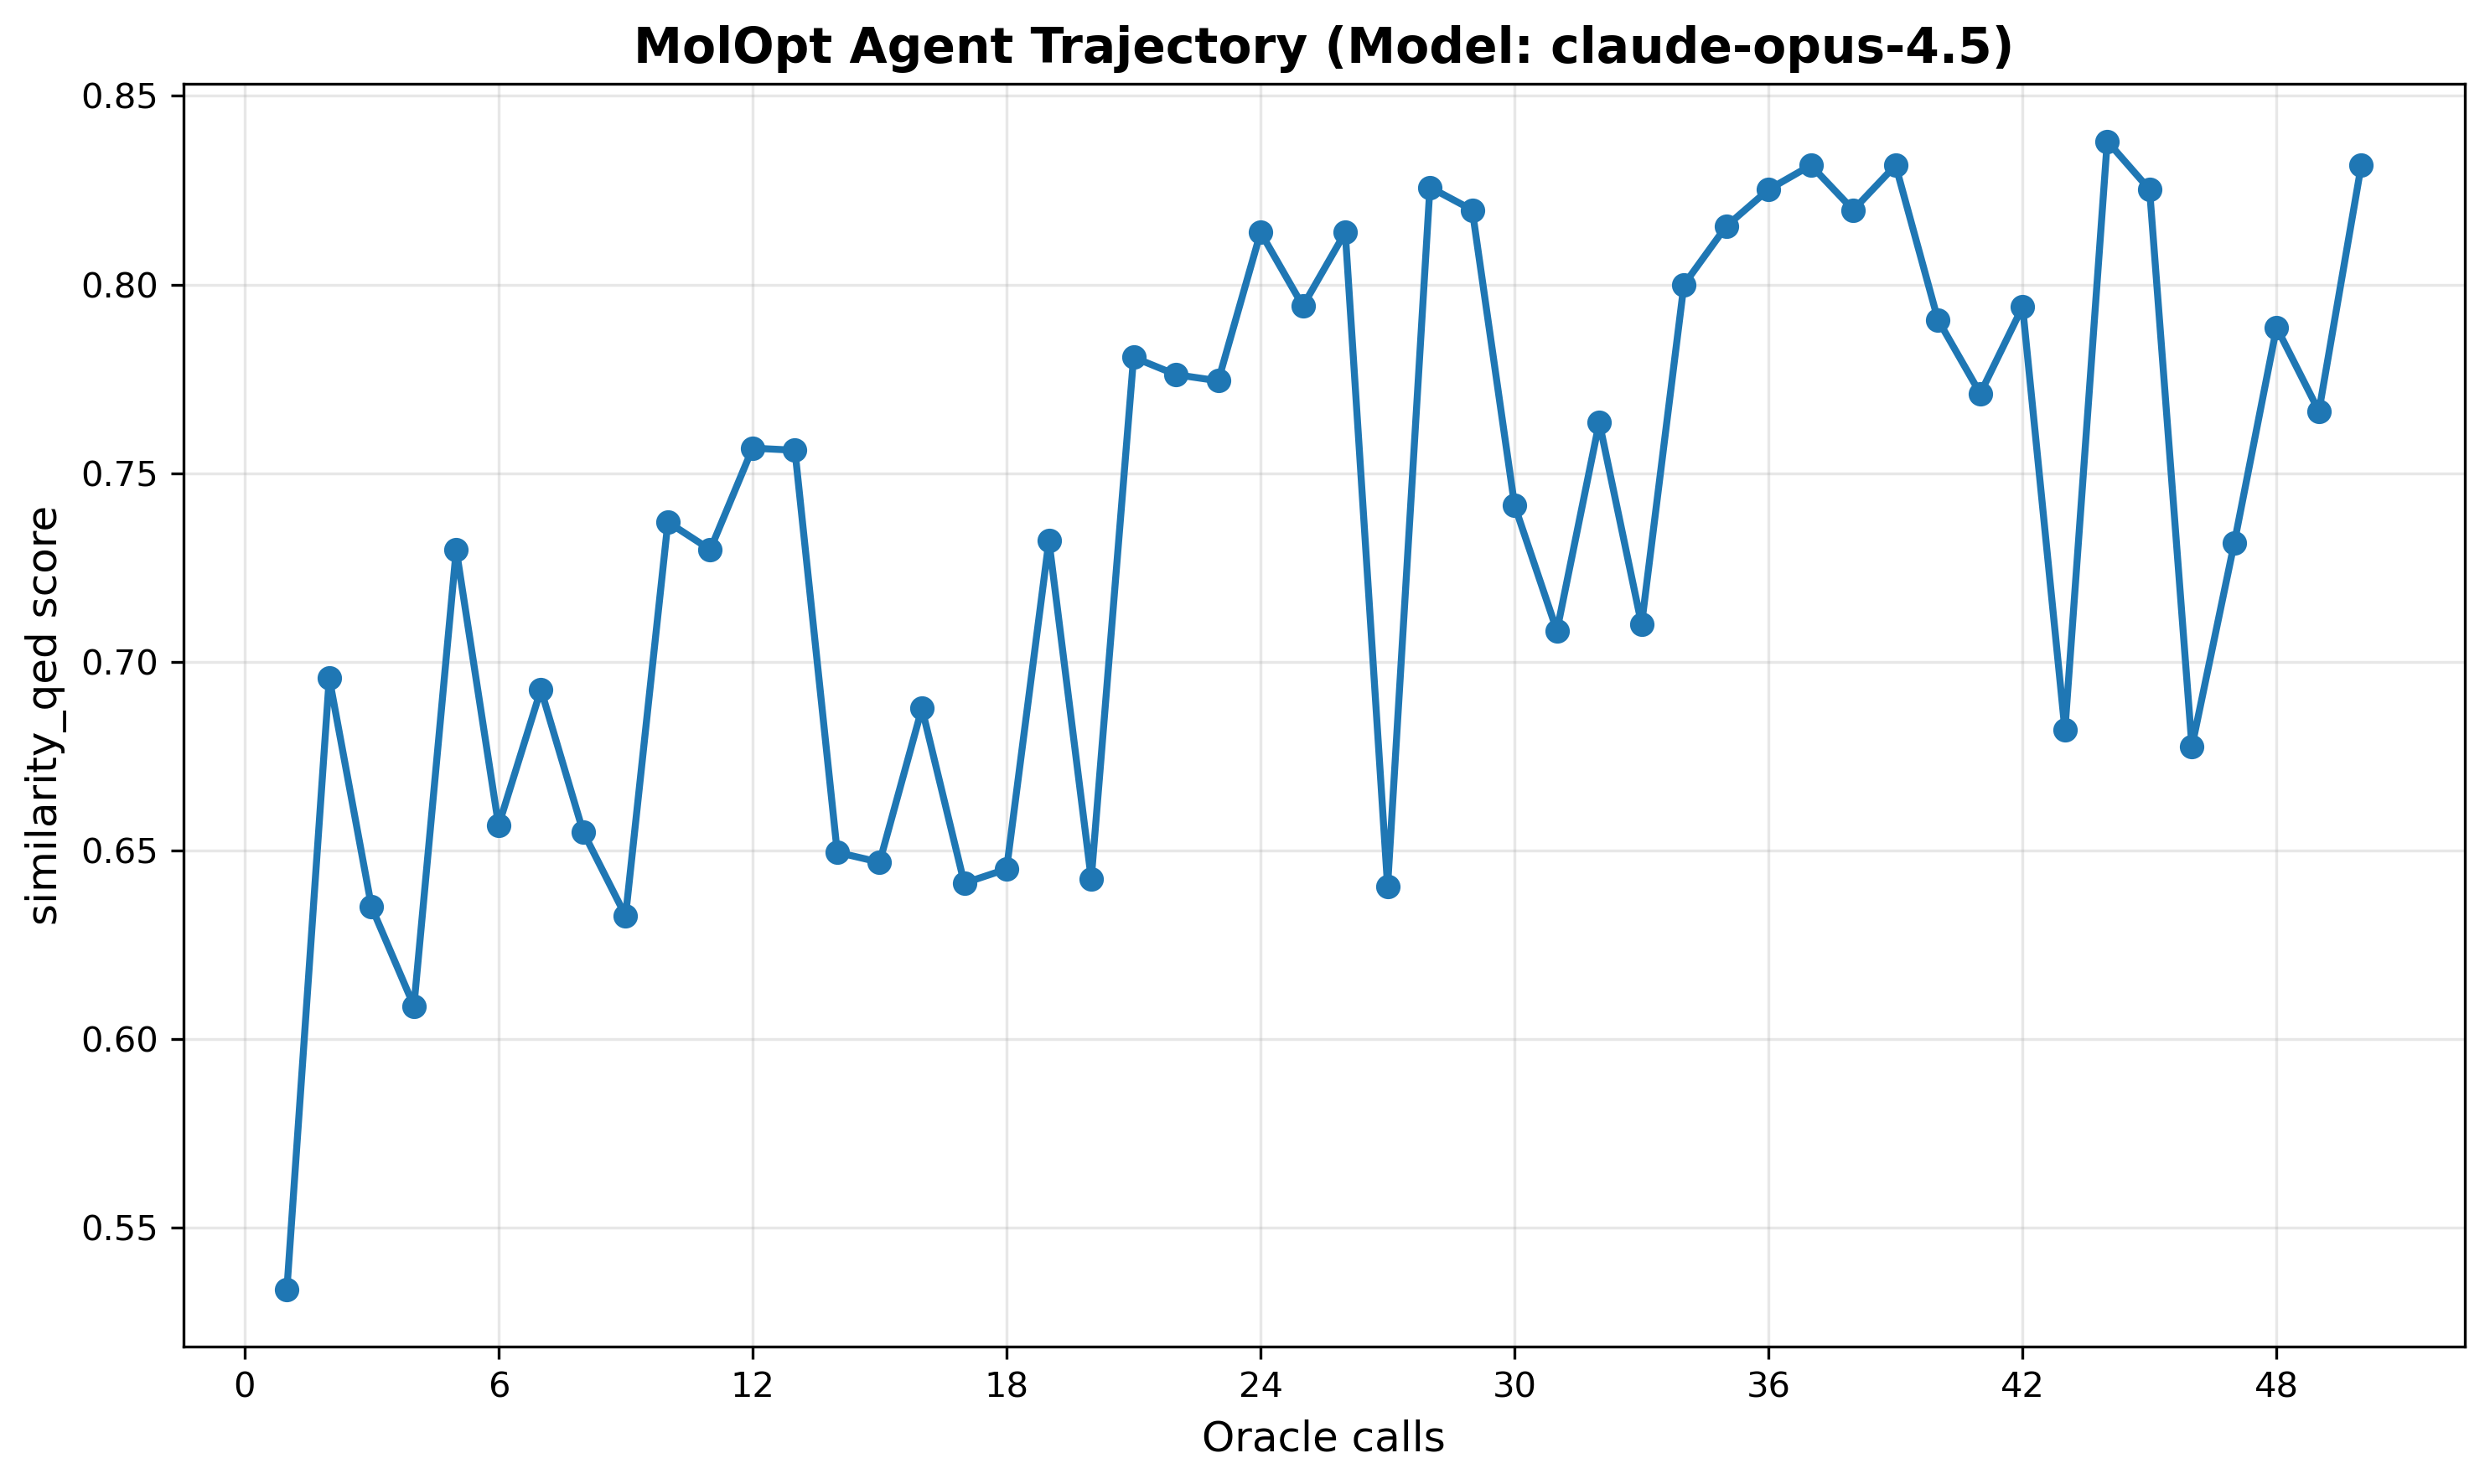 MolOpt Agent Trajectory (Model: claude-opus-4.5)
similarity_qed score
0.85
0.80
0.75
0.70
0.65
0.60
0.55
0 6 12 18 24 30 36 42 48
Oracle calls